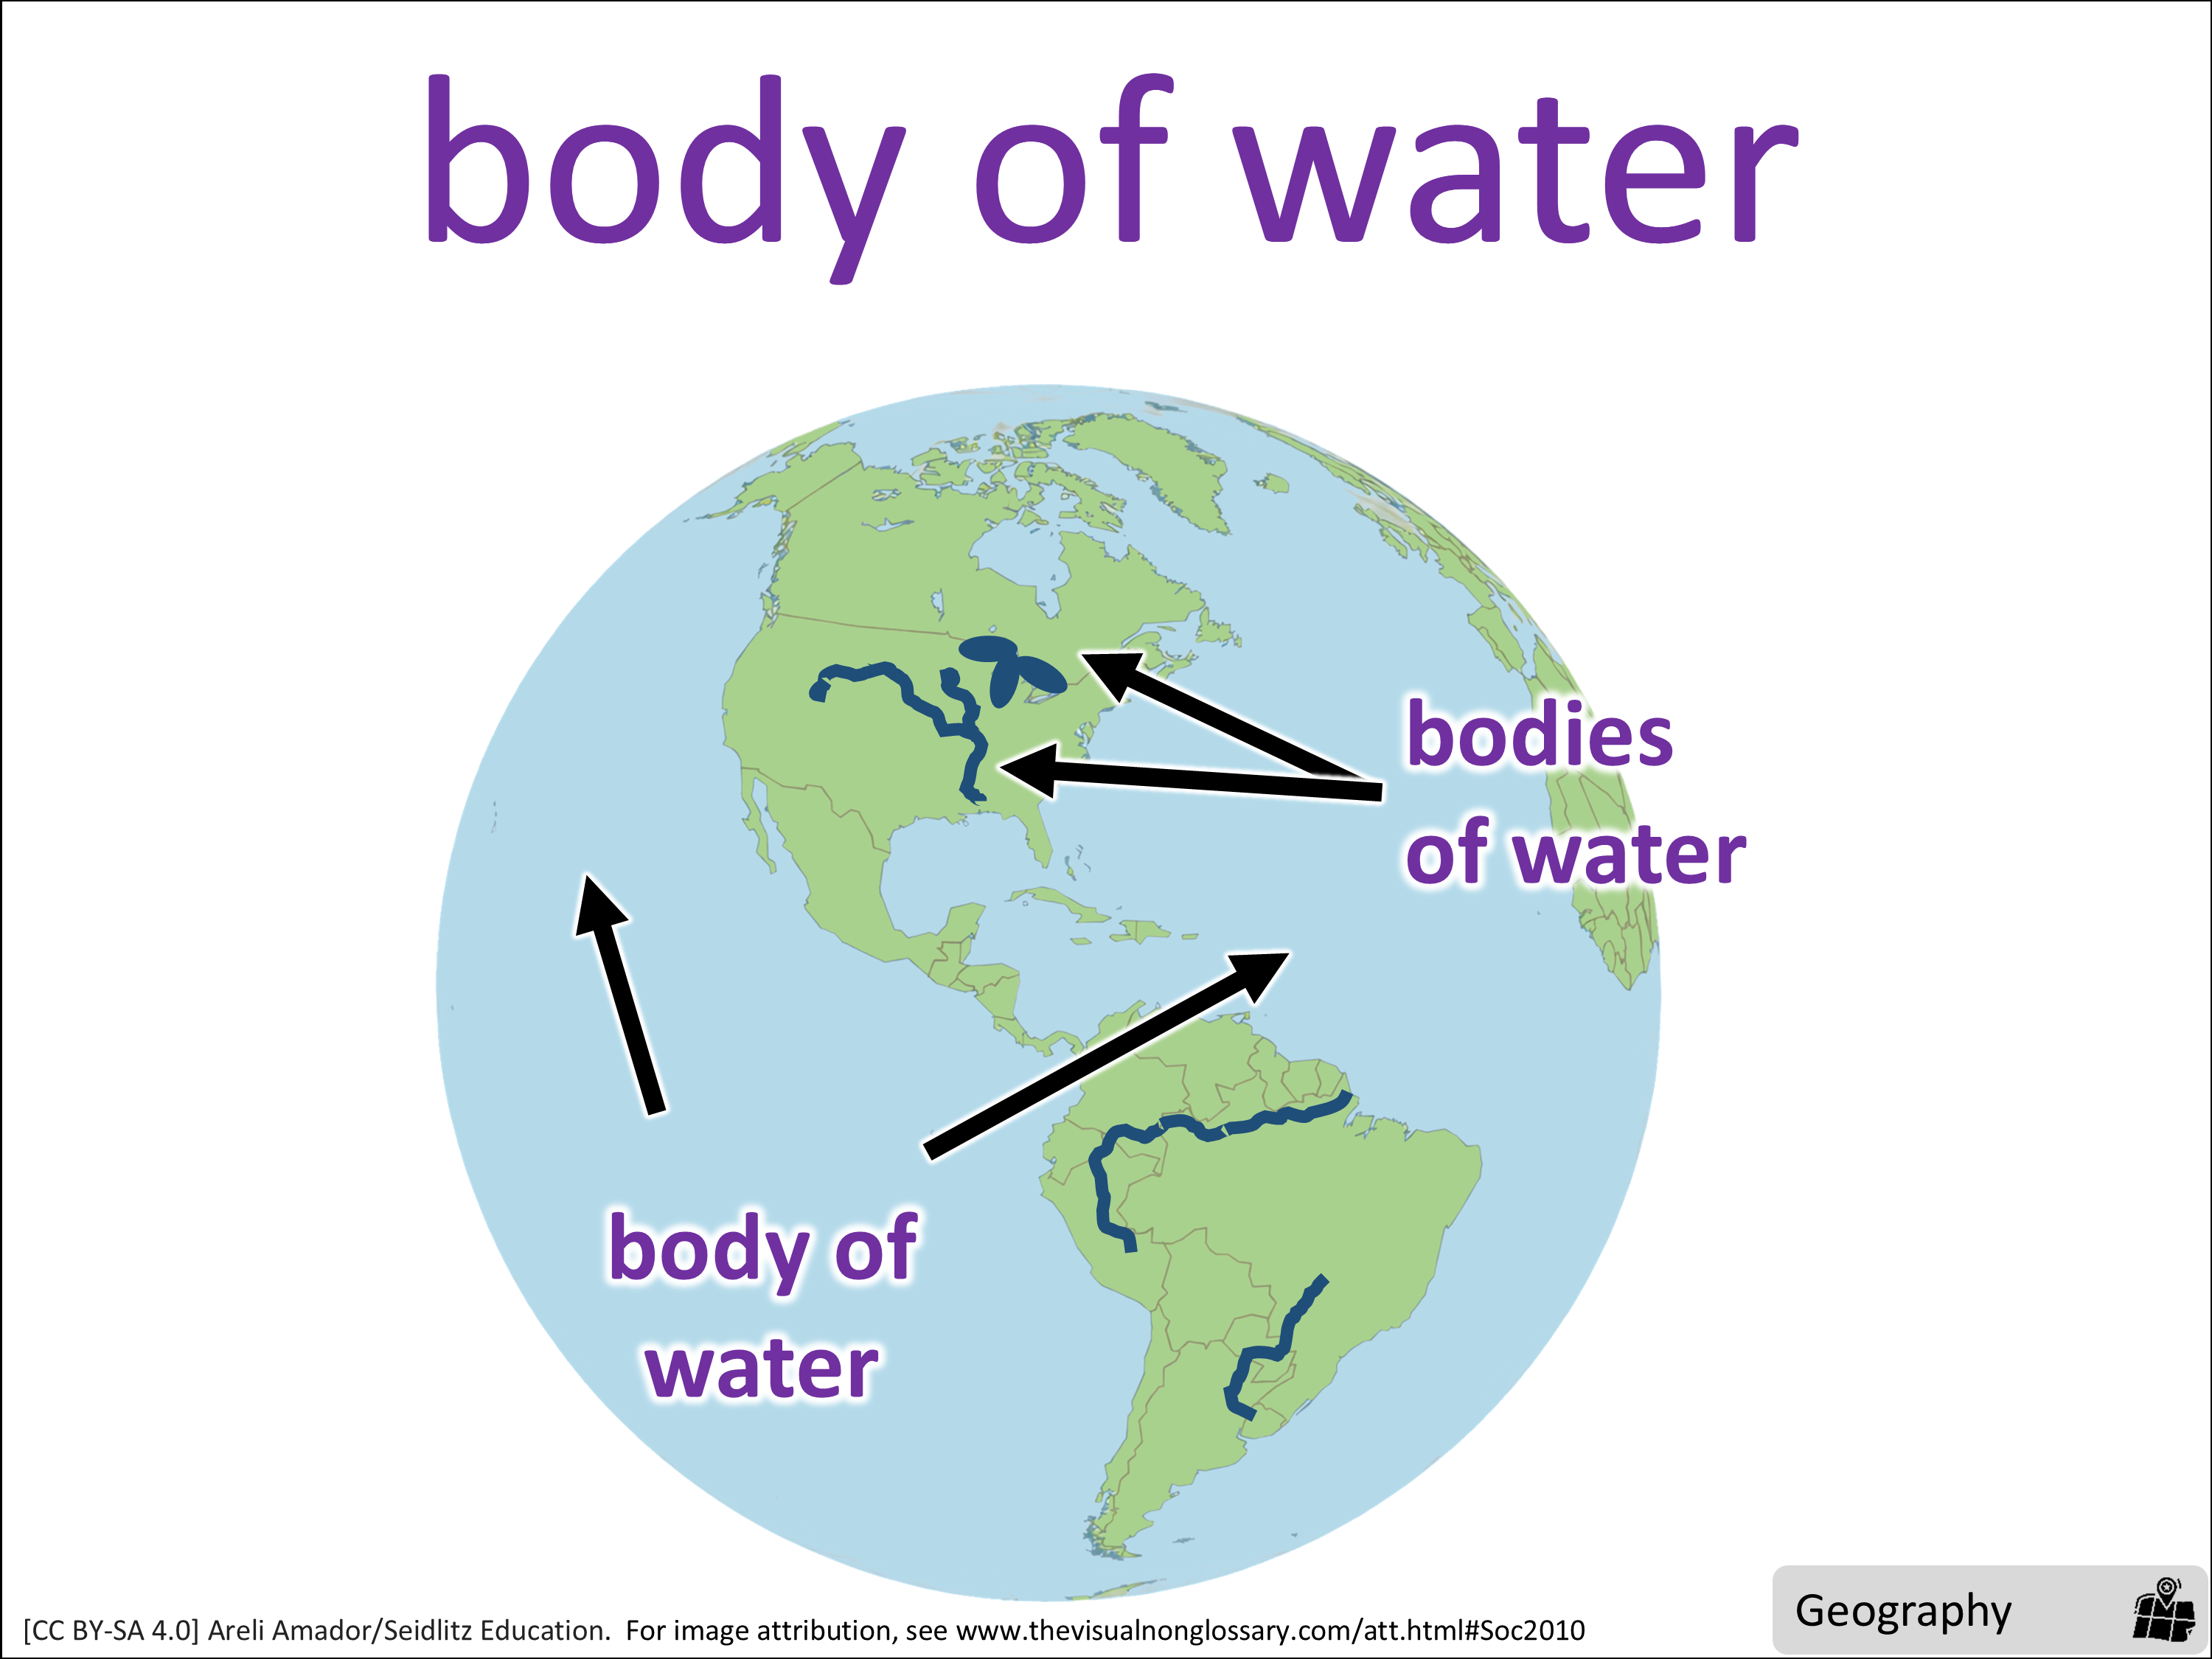 body of water
bodies
of water
body of
water
[CC BY-SA 4.0] Areli Amador/Seidlitz Education.  For image attribution, see www.thevisualnonglossary.com/att.html#Soc2010
Geography